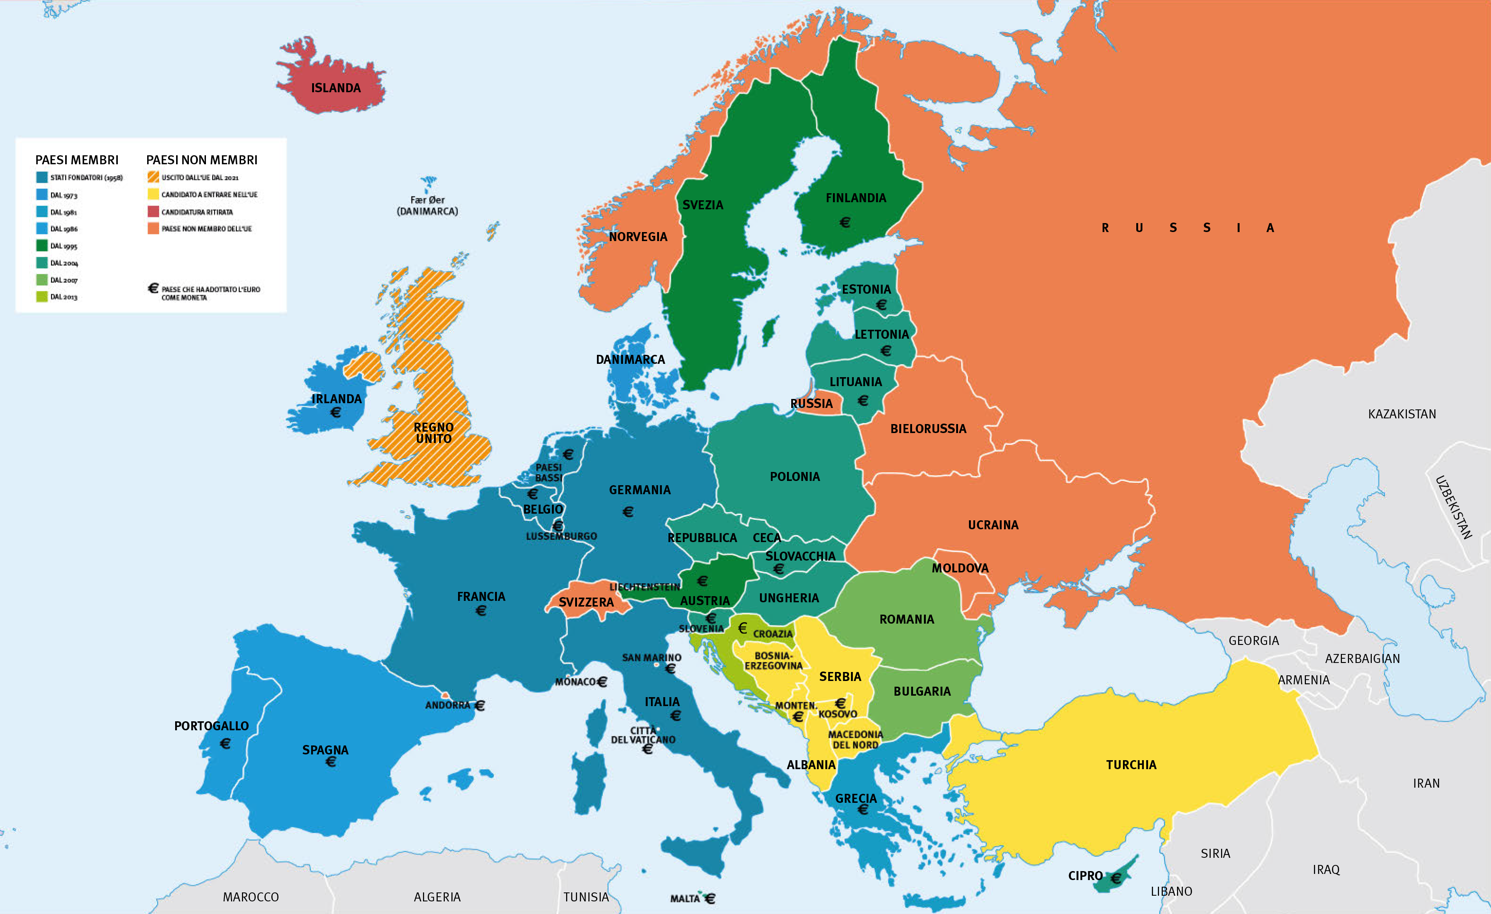 ISLANDA
PAESI MEMBRI
STATI FONDATORI (1958)
DAL 1973
DAL 1981
DAL 1986
DAL 1995
DAL 2004
DAL 2007
DAL 2013
PAESI NON MEMBRI
USCITO DALL'UE DAL 2021
CANDIDATO A ENTRARE NELL'UE
CANDIDATURA RITIRATA
PAESE NON MEMBRO DELL'UE
€ PAESE CHE HA ADOTTATO L'EURO
COME MONETA
Fær Øer
(DANIMARCA)
SVEZIA
FINLANDIA
€
NORVEGIA
RUSSIA
ESTONIA
€
LETTONIA
€
LITUANIA
€
RUSSIA
DANIMARCA
IRLANDA
€
REGNO
UNITO
BIELORUSSIA
KAZAKISTAN
UZBEKISTAN
PAESI
BASSI
€
€
BELGIO
€
LUSSEMBURGO
GERMANIA
€
POLONIA
UCRAINA
REPUBBLICA CECA
SLOVACCHIA
€
MOLDOVA
LIECHTENSTEIN
€
AUSTRIA
UNGHERIA
FRANCIA
€
SVIZZERA
€
SLOVENIA
€ CROAZIA
ROMANIA
BOSNIA-
ERZEGOVINA
SERBIA
SAN MARINO
€
MONACO €
ANDORRA €
ITALIA
€
CITTÀ
DEL VATICANO
€
MONTEN.
€
€
KOSOVO
BULGARIA
MACEDONIA
DEL NORD
ALBANIA
GRECIA
€
PORTOGALLO
€
SPAGNA
€
TURCHIA
GEORGIA
AZERBAIGIAN
ARMENIA
IRAN
SIRIA
IRAQ
CIPRO €
LIBANO
MALTA €
MAROCCO
ALGERIA
TUNISIA